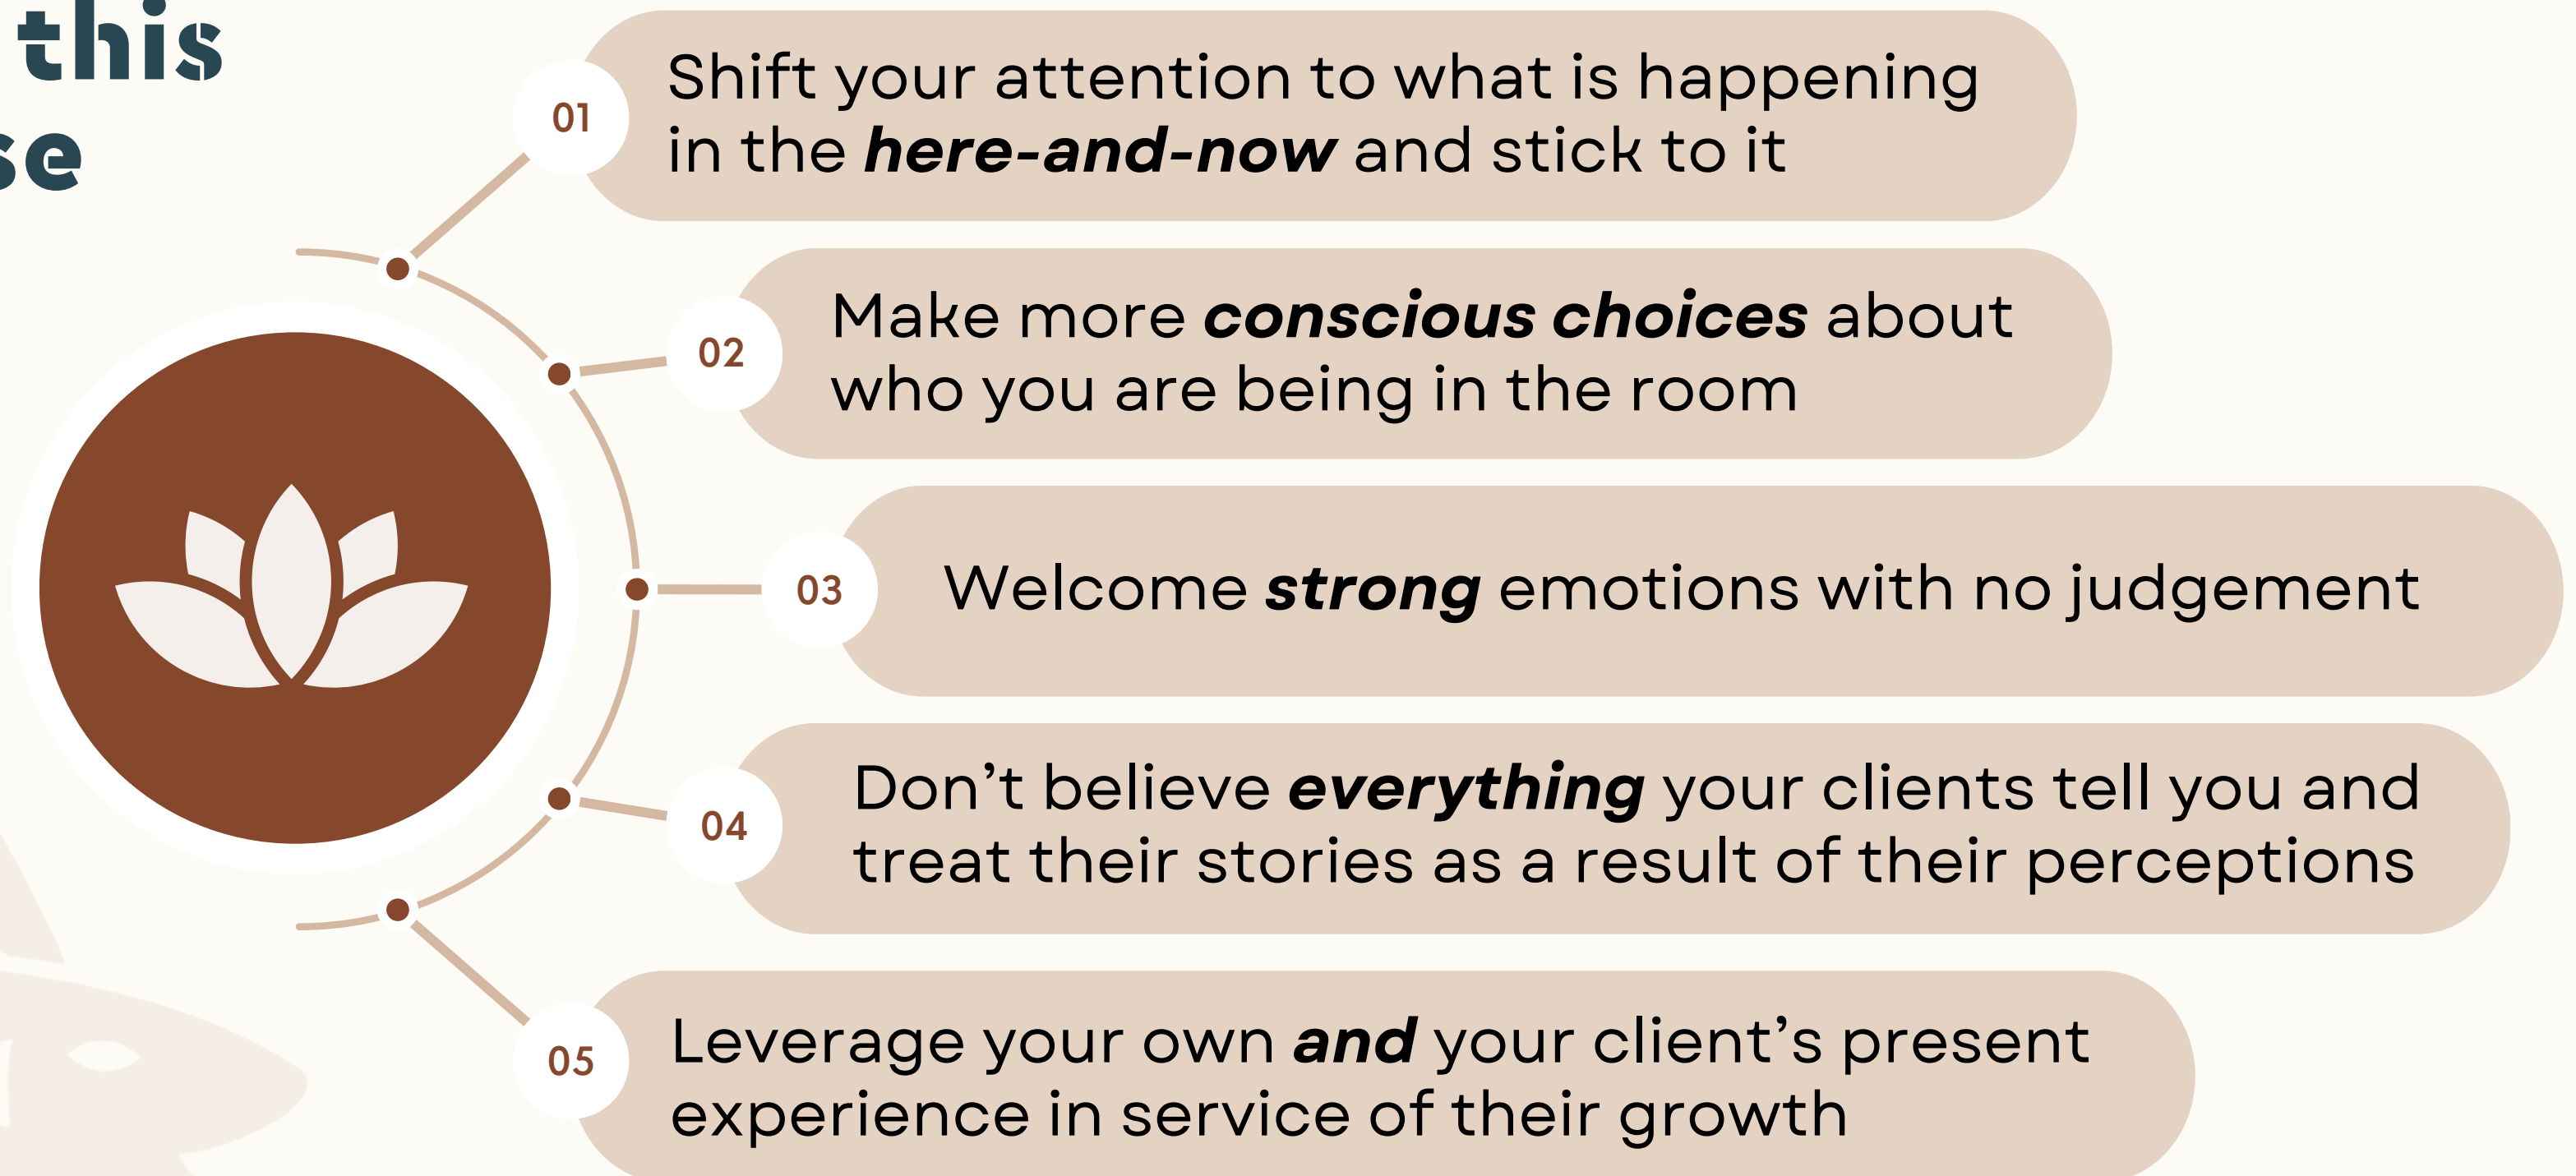 this
se
01
Shift your attention to what is happening
in the here-and-now and stick to it
02
Make more conscious choices about
who you are being in the room
03
Welcome strong emotions with no judgement
04
Don’t believe everything your clients tell you and
treat their stories as a result of their perceptions
05
Leverage your own and your client’s present
experience in service of their growth